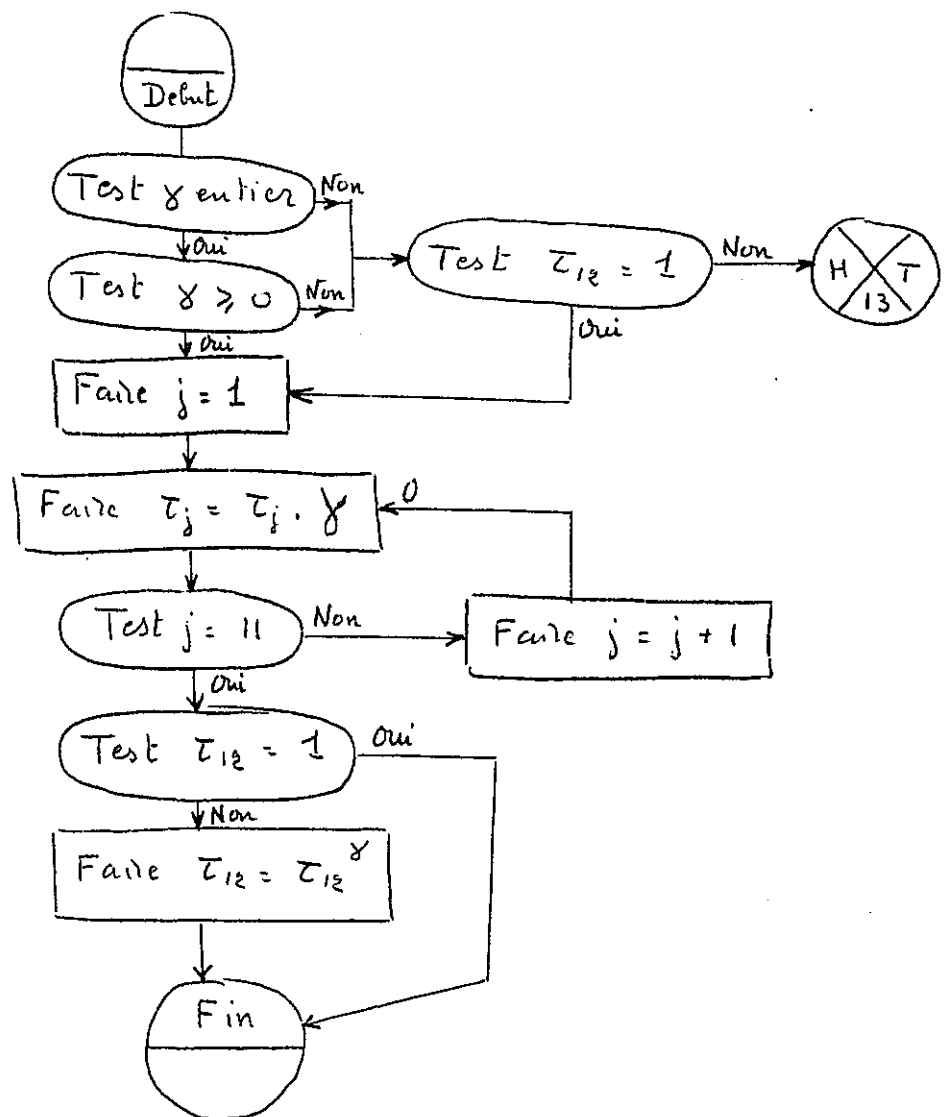 Debut
Test γ entier
Non
Oui
Test γ ⩾ 0
Non
Oui
Test τ₁₂ = 1
Non
H T
13
Oui
Faire j = 1
Faire τⱼ = τⱼ . γ
0
Test j = 11
Non
Faire j = j + 1
Oui
Test τ₁₂ = 1
Oui
Non
Faire τ₁₂ = τ₁₂^γ
Fin